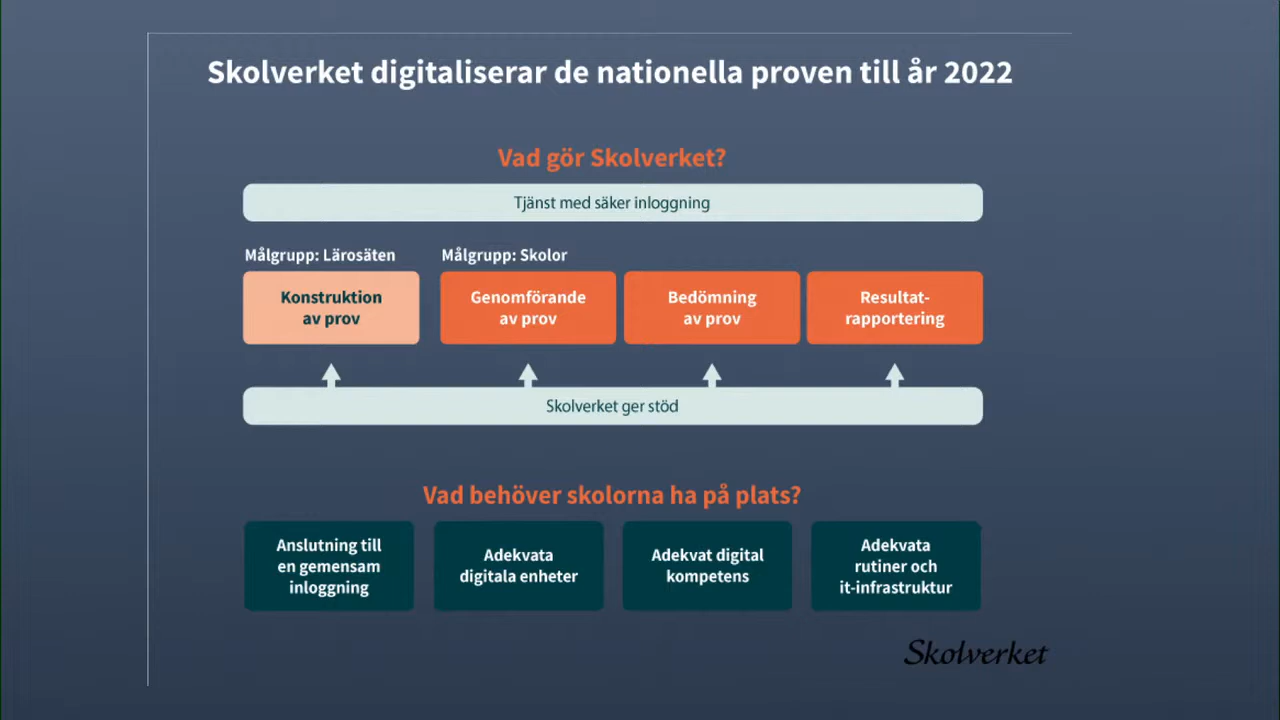 Skolverket digitaliserar de nationella proven till år 2022
Vad gör Skolverket?
Tjänst med säker inloggning
Målgrupp: Lärosäten
Målgrupp: Skolor
Konstruktion
av prov
Genomförande
av prov
Bedömning
av prov
Resultat-
rapportering
Skolverket ger stöd
Vad behöver skolorna ha på plats?
Anslutning till
en gemensam
inloggning
Adekvata
digitala enheter
Adekvat digital
kompetens
Adekvata
rutiner och
it-infrastruktur
Skolverket